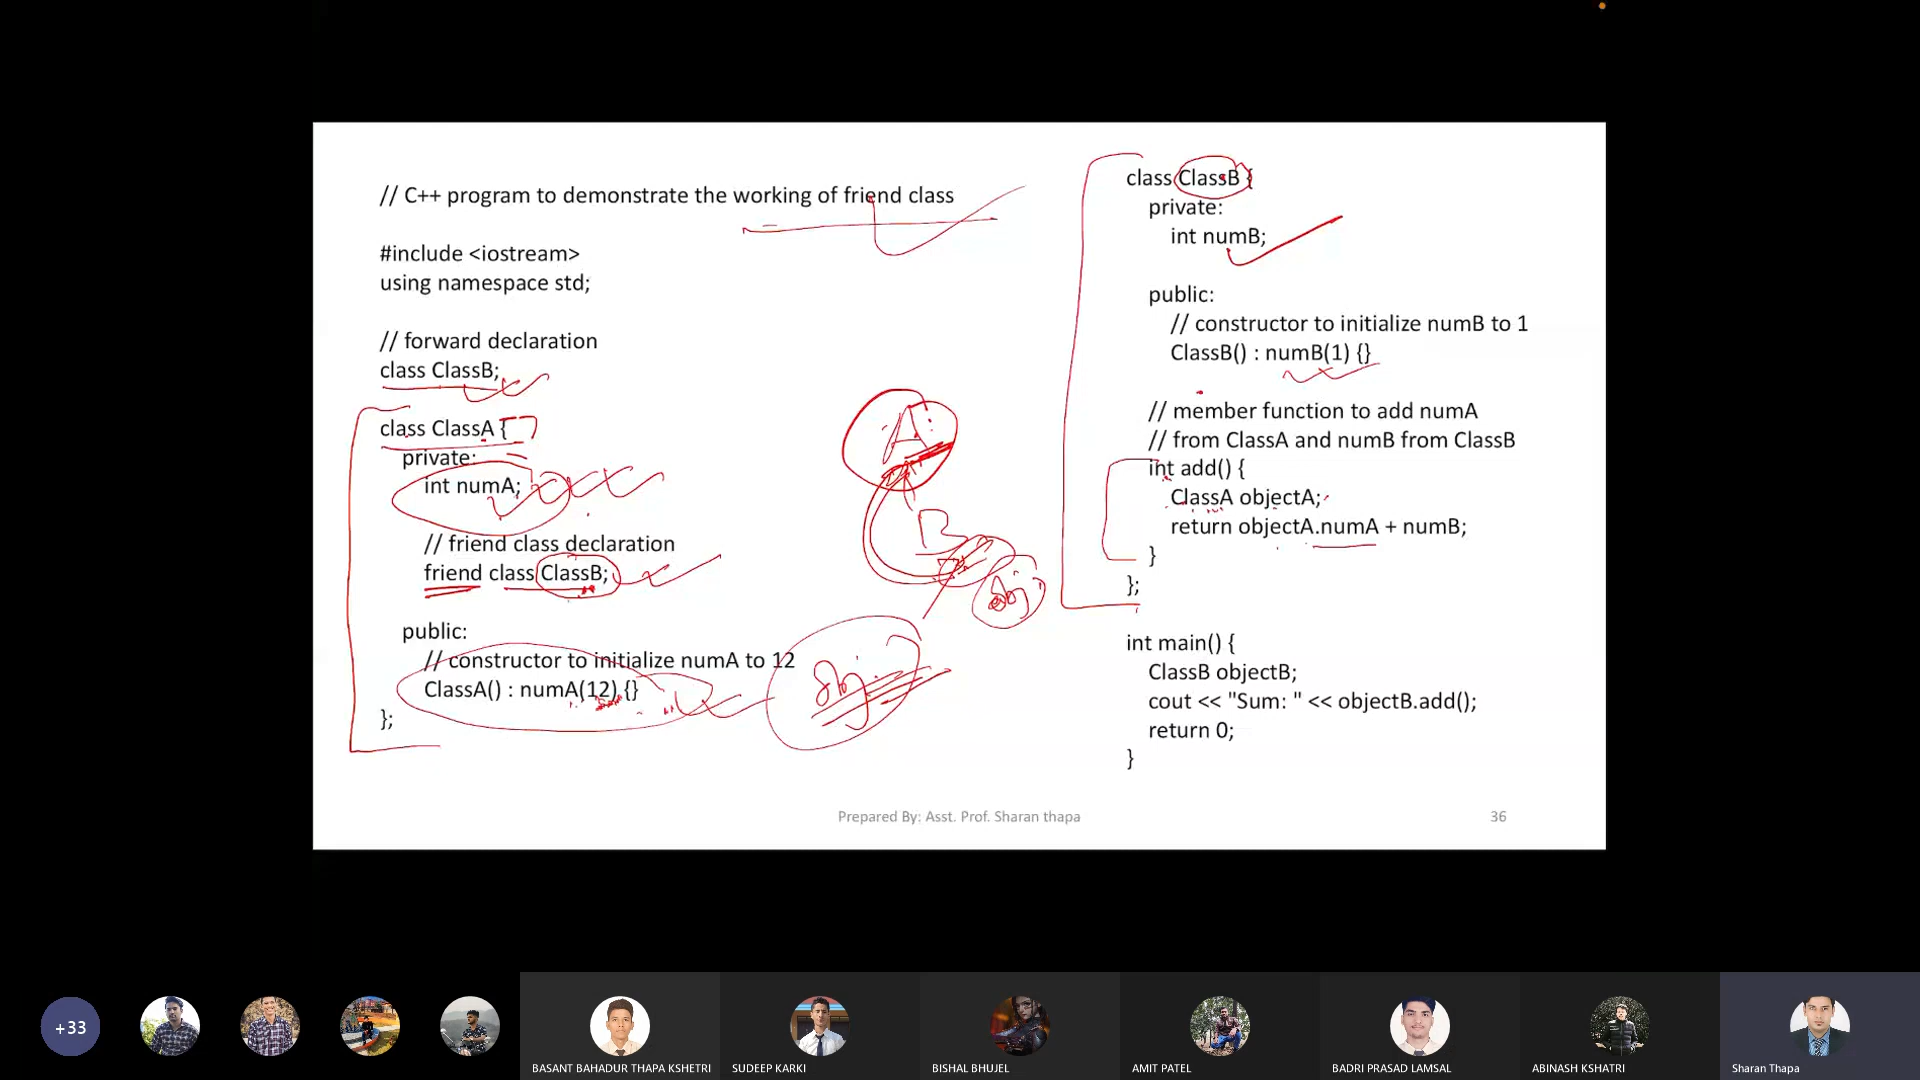 // C++ program to demonstrate the working of friend class
#include <iostream>
using namespace std;
// forward declaration
class ClassB;
class ClassA {
private:
int numA;
// friend class declaration
friend class ClassB;
public:
// constructor to initialize numA to 12
ClassA() : numA(12) {}
};
A
B
obj
obj
class ClassB {
private:
int numB;
public:
// constructor to initialize numB to 1
ClassB() : numB(1) {}
// member function to add numA
// from ClassA and numB from ClassB
int add() {
ClassA objectA;
return objectA.numA + numB;
}
};
int main() {
ClassB objectB;
cout << "Sum: " << objectB.add();
return 0;
}
Prepared By: Asst. Prof. Sharan thapa
36
+33
BASANT BAHADUR THAPA KSHETRI
SUDEEP KARKI
BISHAL BHUJEL
AMIT PATEL
BADRI PRASAD LAMSAL
ABINASH KSHATRI
Sharan Thapa